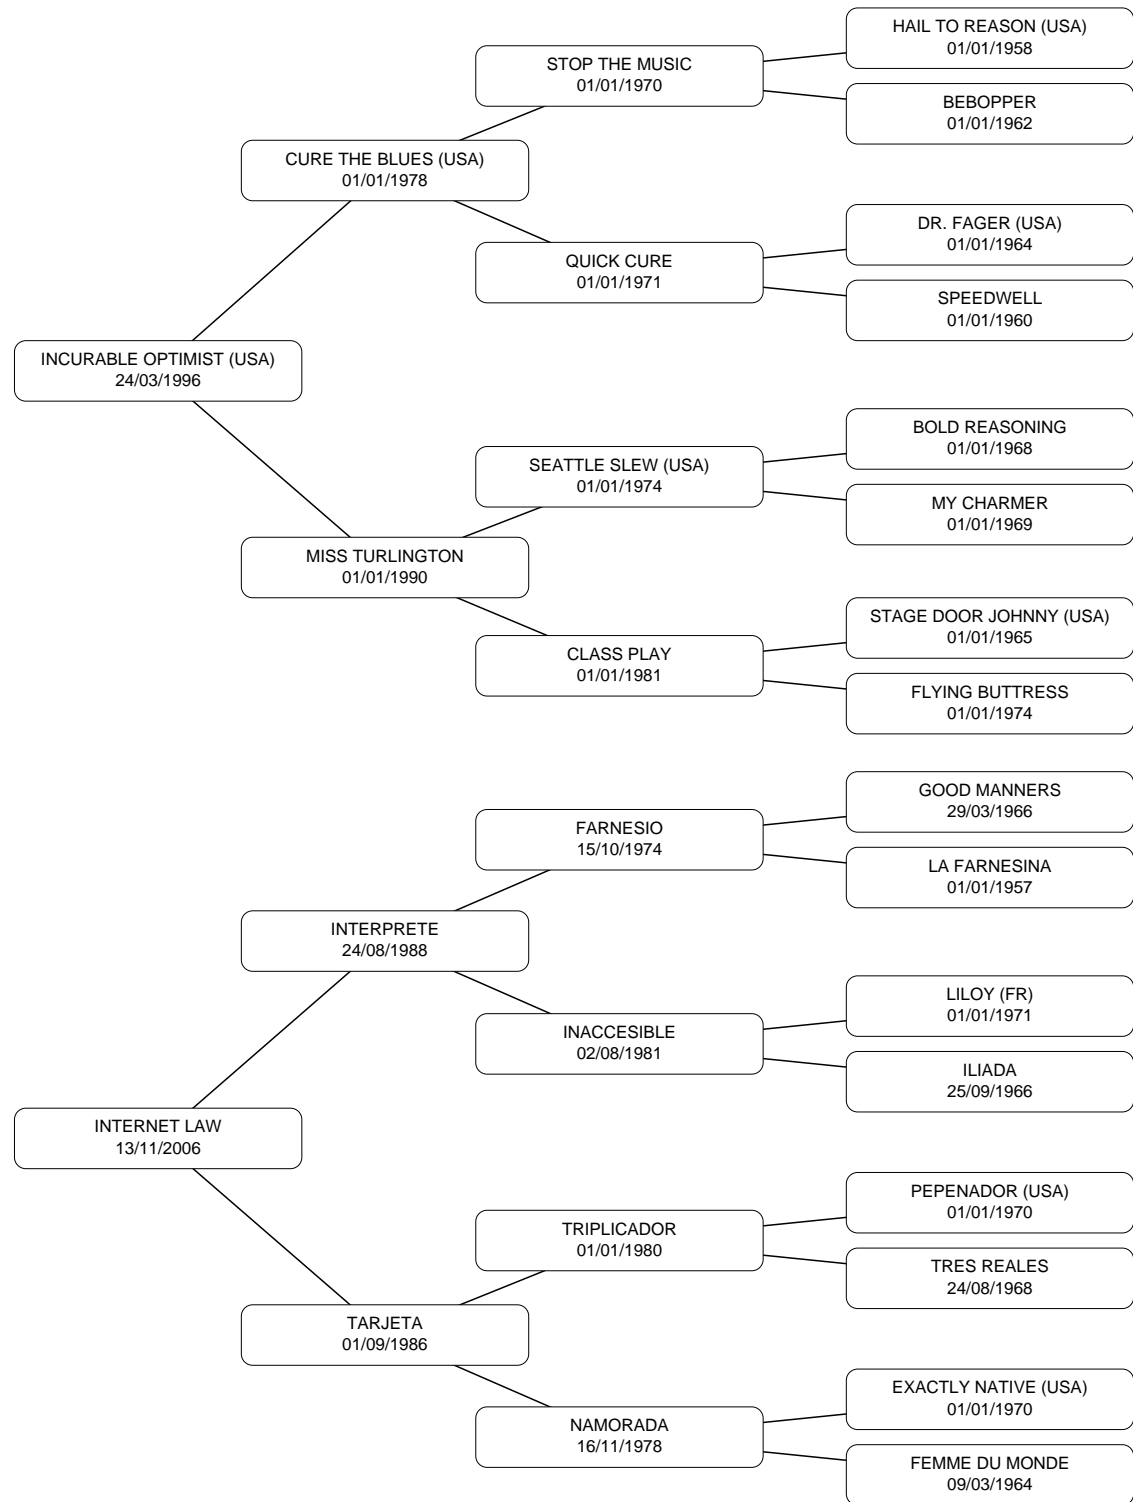 HAIL TO REASON (USA)
01/01/1958
STOP THE MUSIC
01/01/1970
BEBOPPER
01/01/1962
CURE THE BLUES (USA)
01/01/1978
DR. FAGER (USA)
01/01/1964
QUICK CURE
01/01/1971
SPEEDWELL
01/01/1960
INCURABLE OPTIMIST (USA)
24/03/1996
BOLD REASONING
01/01/1968
SEATTLE SLEW (USA)
01/01/1974
MY CHARMER
01/01/1969
MISS TURLINGTON
01/01/1990
STAGE DOOR JOHNNY (USA)
01/01/1965
CLASS PLAY
01/01/1981
FLYING BUTTRESS
01/01/1974
GOOD MANNERS
29/03/1966
FARNESIO
15/10/1974
LA FARNESINA
01/01/1957
INTERPRETE
24/08/1988
LILOY (FR)
01/01/1971
INACCESIBLE
02/08/1981
ILIADA
25/09/1966
INTERNET LAW
13/11/2006
PEPENADOR (USA)
01/01/1970
TRIPLICADOR
01/01/1980
TRES REALES
24/08/1968
TARJETA
01/09/1986
EXACTLY NATIVE (USA)
01/01/1970
NAMORADA
16/11/1978
FEMME DU MONDE
09/03/1964